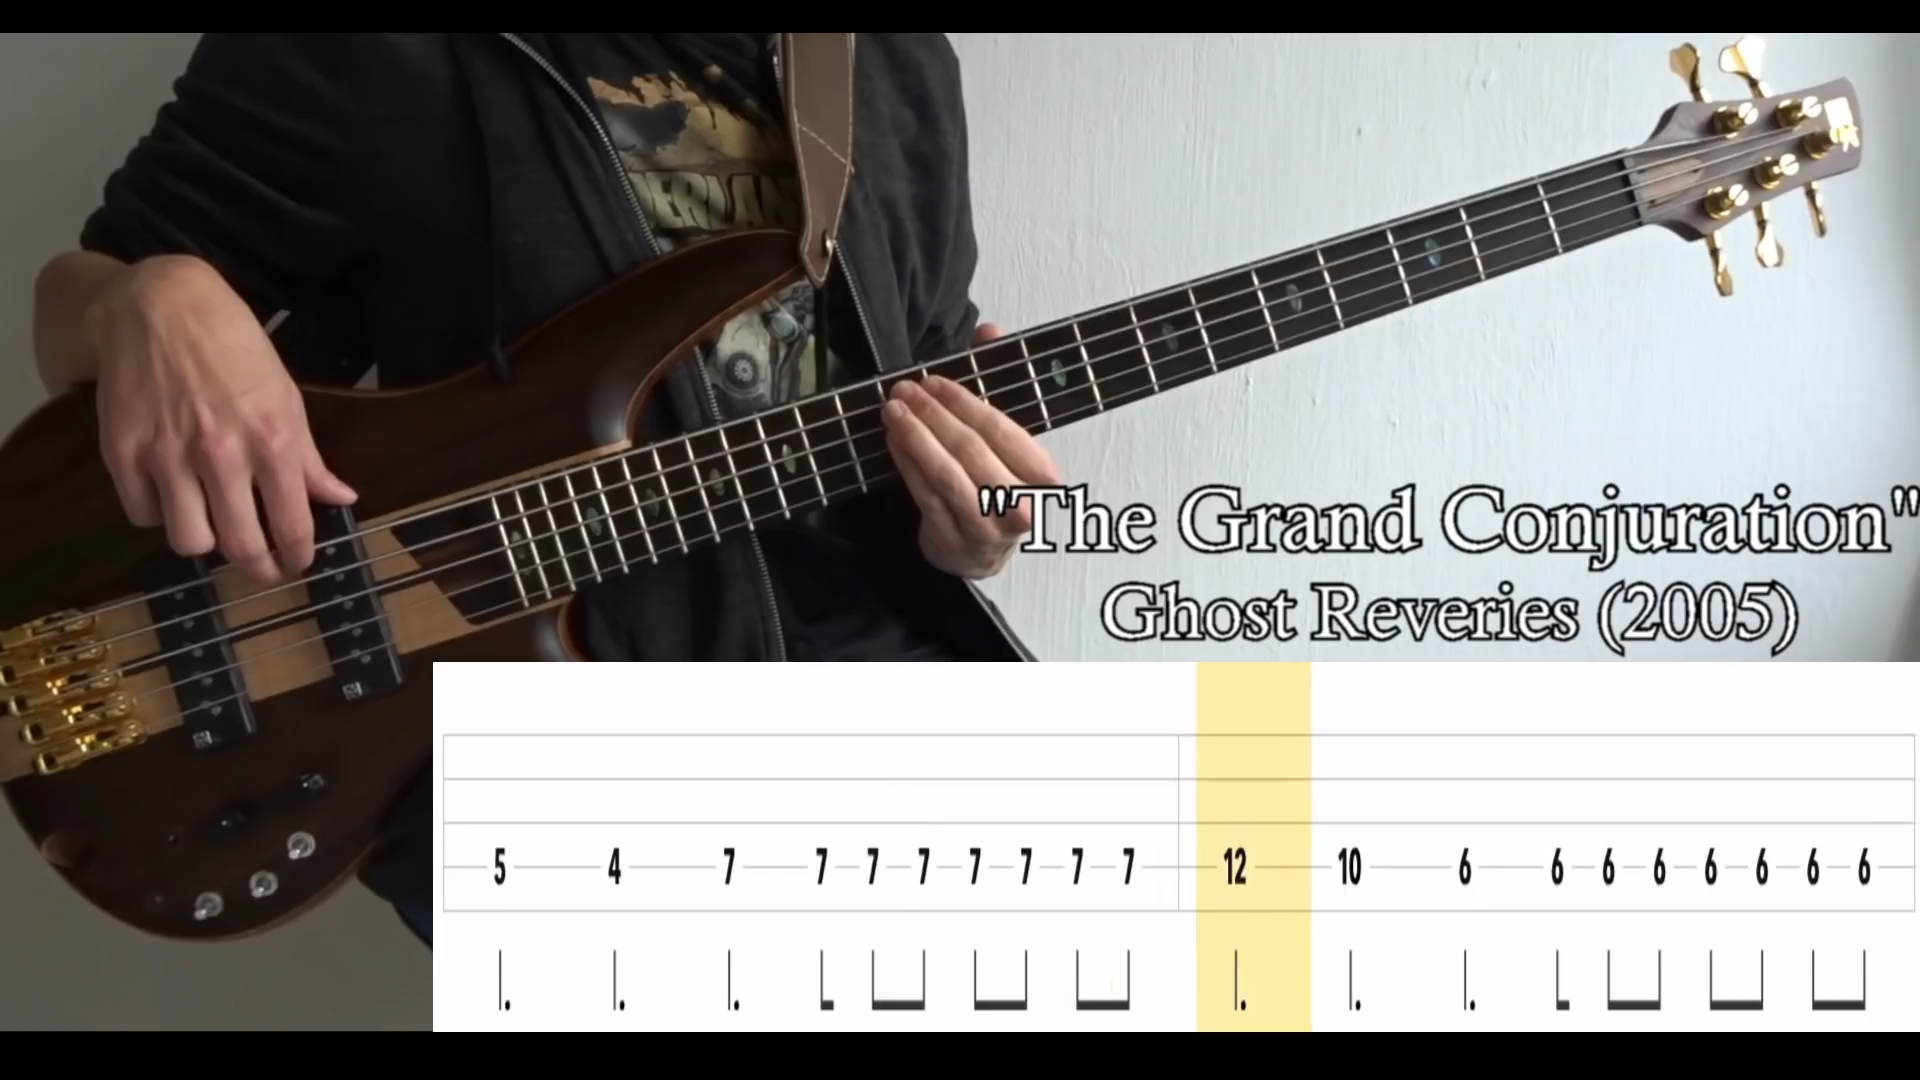 ERLAN
"The Grand Conjuration"
Ghost Reveries (2005)
5 4 7 7 7 7 7 7 7 7 12 10 6 6 6 6 6 6 6 6